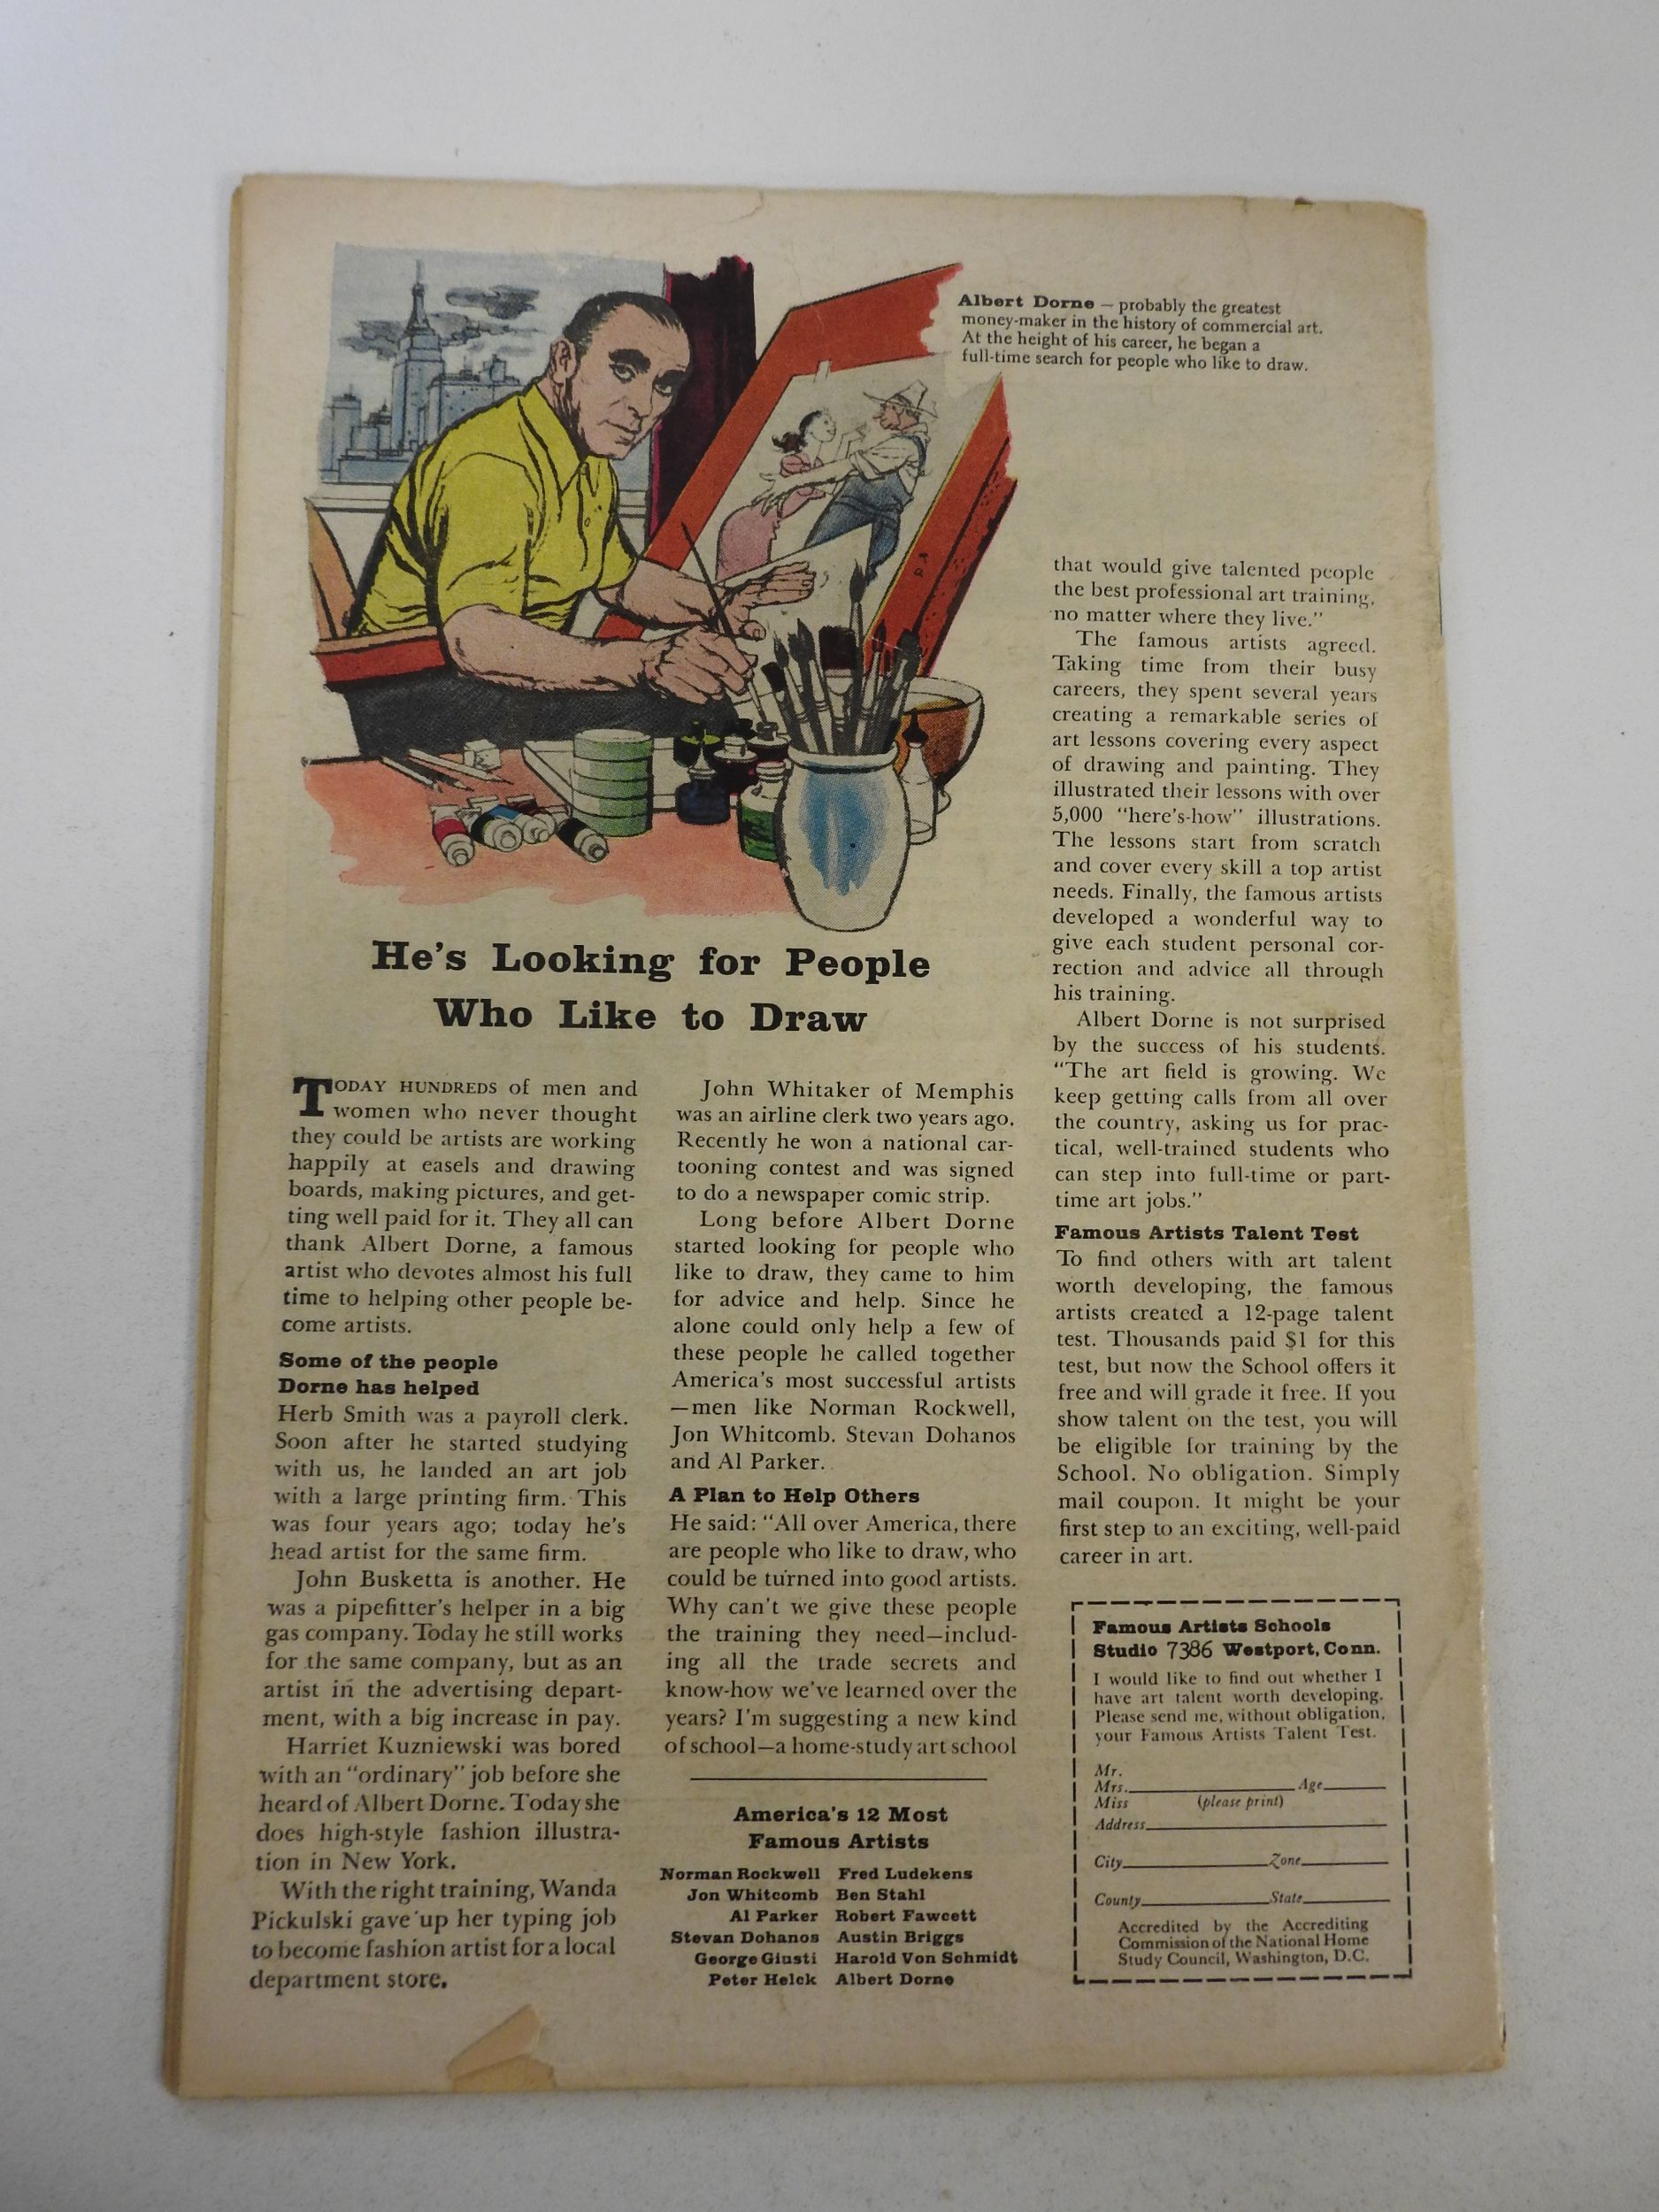 Albert Dorne — probably the greatest
money-maker in the history of commercial art.
At the height of his career, he began a
full-time search for people who like to draw.
He's Looking for People
Who Like to Draw
TODAY HUNDREDS of men and
women who never thought
they could be artists are working
happily at easels and drawing
boards, making pictures, and get-
ting well paid for it. They all can
thank Albert Dorne, a famous
artist who devotes almost his full
time to helping other people be-
come artists.
Some of the people
Dorne has helped
Herb Smith was a payroll clerk.
Soon after he started studying
with us, he landed an art job
with a large printing firm. This
was four years ago; today he's
head artist for the same firm.
John Busketta is another. He
was a pipefitter's helper in a big
gas company. Today he still works
for the same company, but as an
artist in the advertising depart-
ment, with a big increase in pay.
Harriet Kuzniewski was bored
with an "ordinary" job before she
heard of Albert Dorne. Today she
does high-style fashion illustra-
tion in New York.
With the right training, Wanda
Pickulski gave up her typing job
to become fashion artist for a local
department store.
John Whitaker of Memphis
was an airline clerk two years ago.
Recently he won a national car-
tooning contest and was signed
to do a newspaper comic strip.
Long before Albert Dorne
started looking for people who
like to draw, they came to him
for advice and help. Since he
alone could only help a few of
these people he called together
America's most successful artists
—men like Norman Rockwell,
Jon Whitcomb. Stevan Dohanos
and Al Parker.
A Plan to Help Others
He said: "All over America, there
are people who like to draw, who
could be turned into good artists.
Why can't we give these people
the training they need—includ-
ing all the trade secrets and
know-how we've learned over the
years? I'm suggesting a new kind
of school—a home-study art school
America's 12 Most
Famous Artists
Norman Rockwell Fred Ludekens
Jon Whitcomb Ben Stahl
Al Parker Robert Fawcett
Stevan Dohanos Austin Briggs
George Giusti Harold Von Schmidt
Peter Helck Albert Dorne
that would give talented people
the best professional art training,
no matter where they live."
The famous artists agreed.
Taking time from their busy
careers, they spent several years
creating a remarkable series of
art lessons covering every aspect
of drawing and painting. They
illustrated their lessons with over
5,000 "here's-how" illustrations.
The lessons start from scratch
and cover every skill a top artist
needs. Finally, the famous artists
developed a wonderful way to
give each student personal cor-
rection and advice all through
his training.
Albert Dorne is not surprised
by the success of his students.
"The art field is growing. We
keep getting calls from all over
the country, asking us for prac-
tical, well-trained students who
can step into full-time or part-
time art jobs."
Famous Artists Talent Test
To find others with art talent
worth developing, the famous
artists created a 12-page talent
test. Thousands paid $1 for this
test, but now the School offers it
free and will grade it free. If you
show talent on the test, you will
be eligible for training by the
School. No obligation. Simply
mail coupon. It might be your
first step to an exciting, well-paid
career in art.
Famous Artists Schools
Studio 7386 Westport, Conn.
I would like to find out whether I
have art talent worth developing.
Please send me, without obligation,
your Famous Artists Talent Test.
Mr.
Mrs. Age
Miss (please print)
Address
City Zone
County State
Accredited by the Accrediting
Commission of the National Home
Study Council, Washington, D.C.